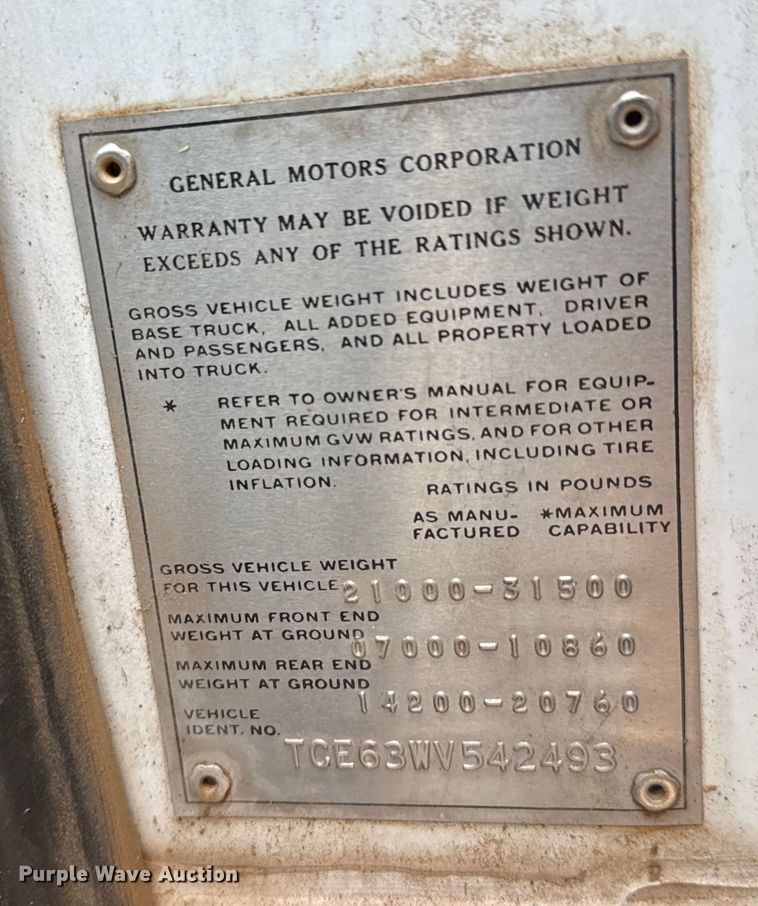 GENERAL MOTORS CORPORATION
WARRANTY MAY BE VOIDED IF WEIGHT
EXCEEDS ANY OF THE RATINGS SHOWN.
GROSS VEHICLE WEIGHT INCLUDES WEIGHT OF
BASE TRUCK, ALL ADDED EQUIPMENT, DRIVER
AND PASSENGERS, AND ALL PROPERTY LOADED
INTO TRUCK.
* REFER TO OWNER'S MANUAL FOR EQUIP-
MENT REQUIRED FOR INTERMEDIATE OR
MAXIMUM GVW RATINGS, AND FOR OTHER
LOADING INFORMATION, INCLUDING TIRE
INFLATION.
RATINGS IN POUNDS
AS MANU- *MAXIMUM
FACTURED CAPABILITY
GROSS VEHICLE WEIGHT
FOR THIS VEHICLE 21000-31500
MAXIMUM FRONT END
WEIGHT AT GROUND 07000-10860
MAXIMUM REAR END
WEIGHT AT GROUND 14200-20760
VEHICLE
IDENT. NO. TCE63WV542493
Purple Wave Auction